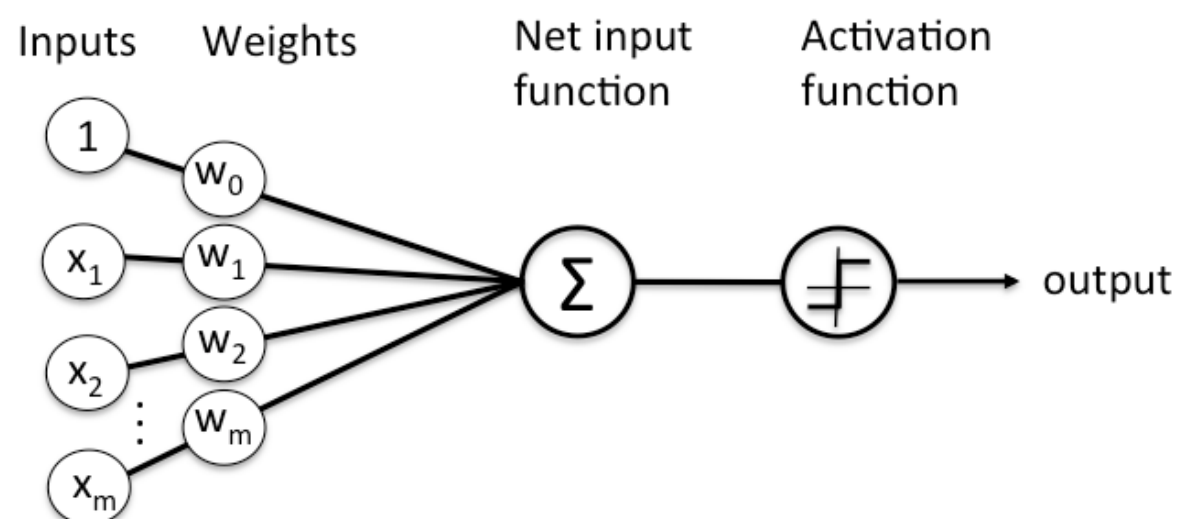 Inputs
Weights
Net input
function
Activation
function
1
w0
x1
w1
Σ
output
x2
w2
⋮
wm
xm